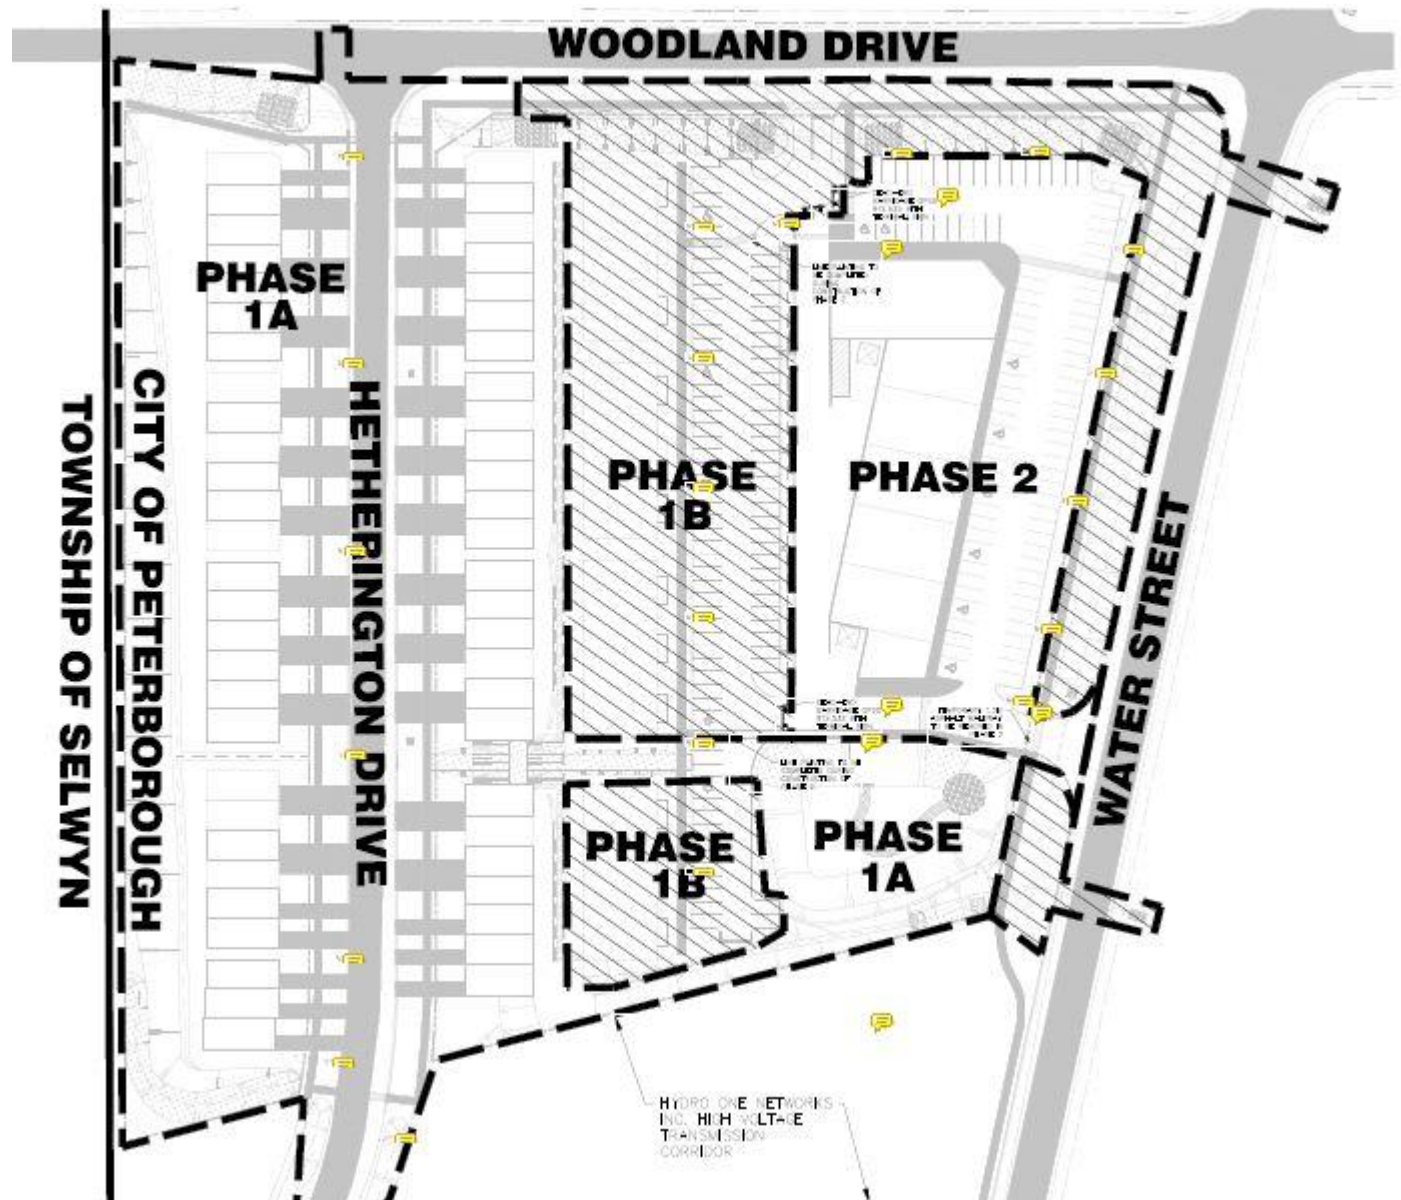 WOODLAND DRIVE
PHASE
1A
TOWNSHIP OF SELWYN
CITY OF PETERBOROUGH
HETHERINGTON DRIVE
PHASE
1B
PHASE 2
WATER STREET
PHASE
1B
PHASE
1A
HYDRO ONE NETWORKS
INC. HIGH VOLTAGE
TRANSMISSION
CORRIDOR